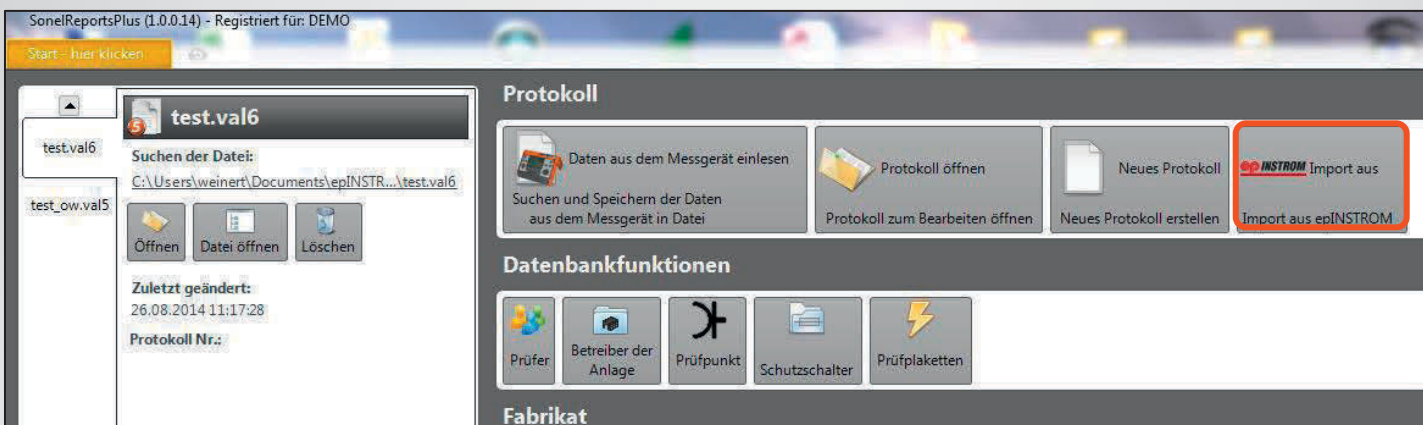 SonelReportsPlus (1.0.0.14) - Registriert für: DEMO
Start - hier klicken
test.val6
test_ow.val5
test.val6
Suchen der Datei:
C:\Users\weinert\Documents\epINSTR...\test.val6
Öffnen
Datei öffnen
Löschen
Zuletzt geändert:
26.08.2014 11:17:28
Protokoll Nr.:
Protokoll
Daten aus dem Messgerät einlesen
Suchen und Speichern der Daten
aus dem Messgerät in Datei
Protokoll öffnen
Protokoll zum Bearbeiten öffnen
Neues Protokoll
Neues Protokoll erstellen
ep INSTROM Import aus
Import aus epINSTROM
Datenbankfunktionen
Prüfer
Betreiber der
Anlage
Prüfpunkt
Schutzschalter
Prüfplaketten
Fabrikat